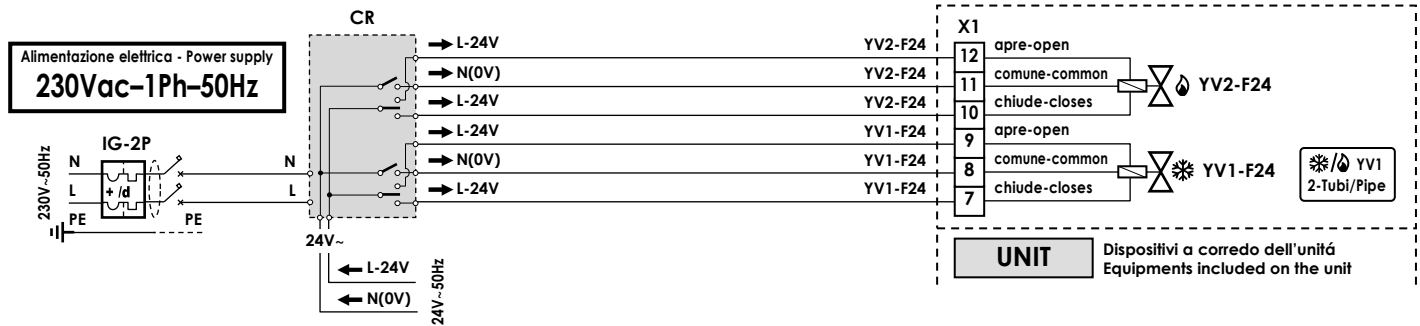 CR
Alimentazione elettrica - Power supply
230Vac–1Ph–50Hz
IG-2P
230V~50Hz
N
L
PE
+ /d
PE
N
L
24V~
L-24V
N(0V)
24V~50Hz
L-24V
N(0V)
L-24V
L-24V
N(0V)
L-24V
YV2-F24
YV2-F24
YV2-F24
YV1-F24
YV1-F24
YV1-F24
X1
12 apre-open
11 comune-common
10 chiude-closes
9 apre-open
8 comune-common
7 chiude-closes
YV2-F24
YV1-F24
/ YV1
2-Tubi/Pipe
UNIT
Dispositivi a corredo dell'unitá
Equipments included on the unit